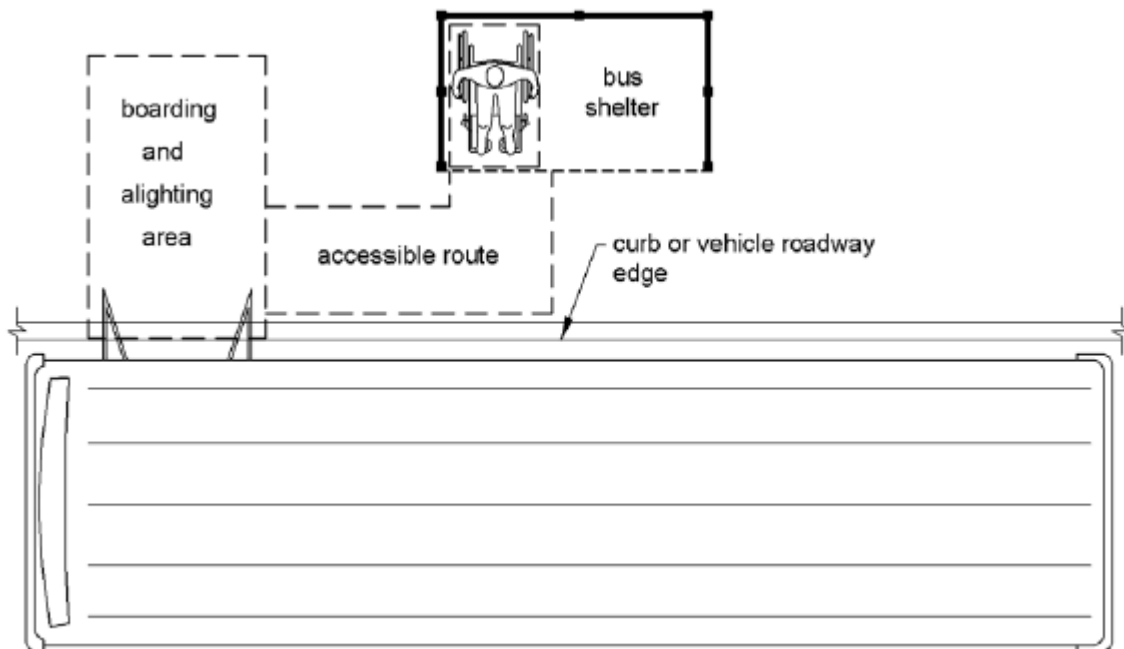 boarding
and
alighting
area
bus
shelter
accessible route
curb or vehicle roadway
edge